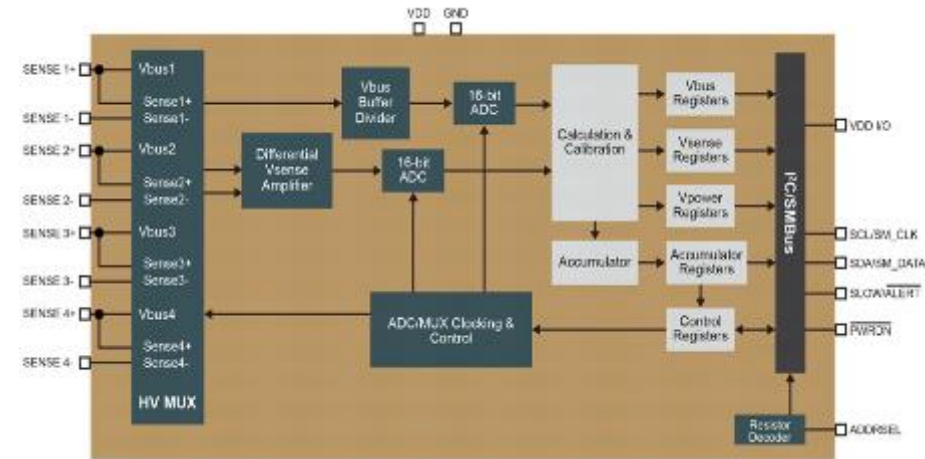 VDD GND
SENSE 1+
SENSE 1-
SENSE 2+
SENSE 2-
SENSE 3+
SENSE 3-
SENSE 4+
SENSE 4-
Vbus1
Sense1+
Sense1-
Vbus2
Sense2+
Sense2-
Vbus3
Sense3+
Sense3-
Vbus4
Sense4+
Sense4-
HV MUX
Vbus
Buffer
Divider
16-bit
ADC
Differential
Vsense
Amplifier
16-bit
ADC
ADC/MUX Clocking &
Control
Calculation &
Calibration
Accumulator
Vbus
Registers
Vsense
Registers
Vpower
Registers
Accumulator
Registers
Control
Registers
I²C/SMBus
Resistor
Decoder
VDD I/O
SCL/SM_CLK
SDA/SM_DATA
SLOW/ALERT
PWRDN
ADDRSEL